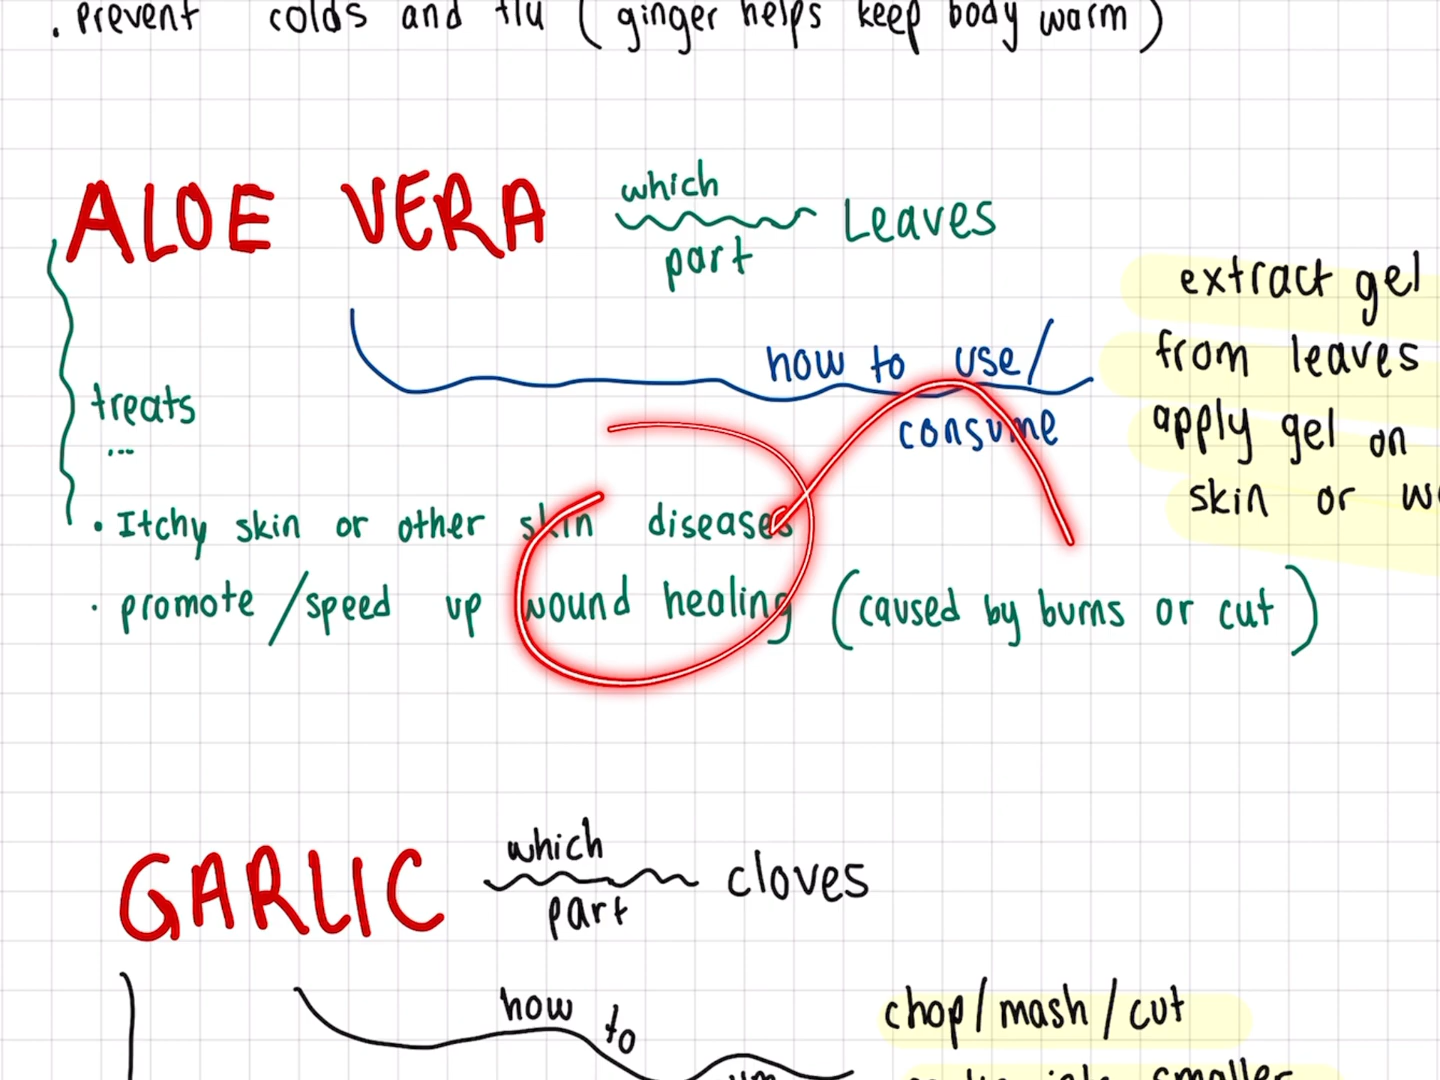 . prevent colds and flu ( ginger helps keep body warm )
ALOE VERA which part Leaves
extract gel
how to use/ consume
from leaves
treats
...
apply gel on
skin or
• Itchy skin or other skin diseases
• promote /speed up wound healing (caused by burns or cut)
GARLIC which part cloves
how to
chop/mash/cut
smaller